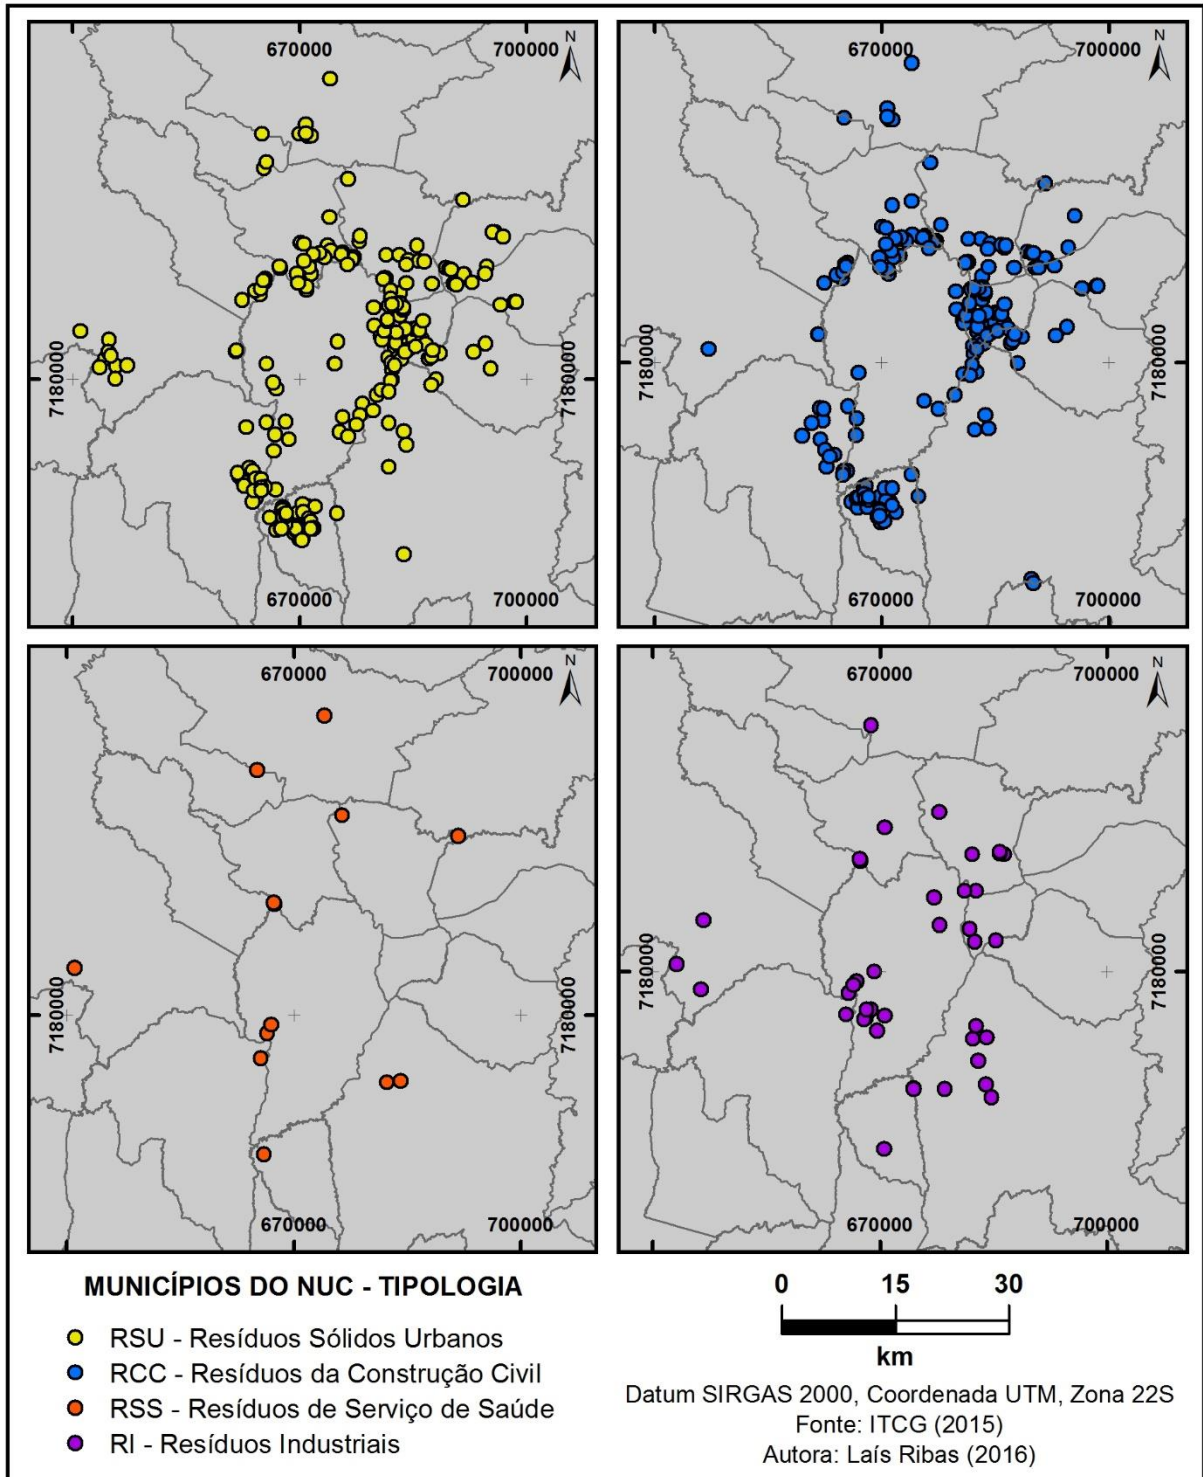 N
670000 700000
7180000 7180000
670000 700000
N
670000 700000
7180000 7180000
670000 700000
N
670000 700000
7180000 7180000
670000 700000
N
670000 700000
7180000 7180000
670000 700000
MUNICÍPIOS DO NUC - TIPOLOGIA
RSU - Resíduos Sólidos Urbanos
RCC - Resíduos da Construção Civil
RSS - Resíduos de Serviço de Saúde
RI - Resíduos Industriais
0 15 30
km
Datum SIRGAS 2000, Coordenada UTM, Zona 22S
Fonte: ITCG (2015)
Autora: Laís Ribas (2016)